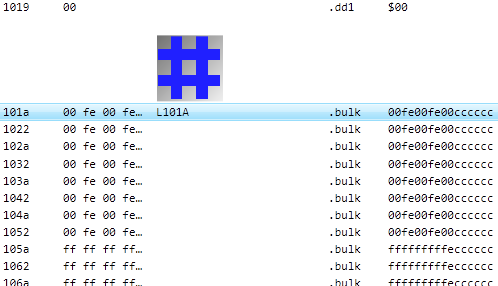 1019 00 .dd1 $00
101a 00 fe 00 fe… L101A .bulk 00fe00fe00cccccc
1022 00 fe 00 fe… .bulk 00fe00fe00cccccc
102a 00 fe 00 fe… .bulk 00fe00fe00cccccc
1032 00 fe 00 fe… .bulk 00fe00fe00cccccc
103a 00 fe 00 fe… .bulk 00fe00fe00cccccc
1042 00 fe 00 fe… .bulk 00fe00fe00cccccc
104a 00 fe 00 fe… .bulk 00fe00fe00cccccc
1052 00 fe 00 fe… .bulk 00fe00fe00cccccc
105a ff ff ff ff… .bulk fffffffffecccccc
1062 ff ff ff ff… .bulk fffffffffecccccc
106a ff ff ff ff… .bulk fffffffffecccccc